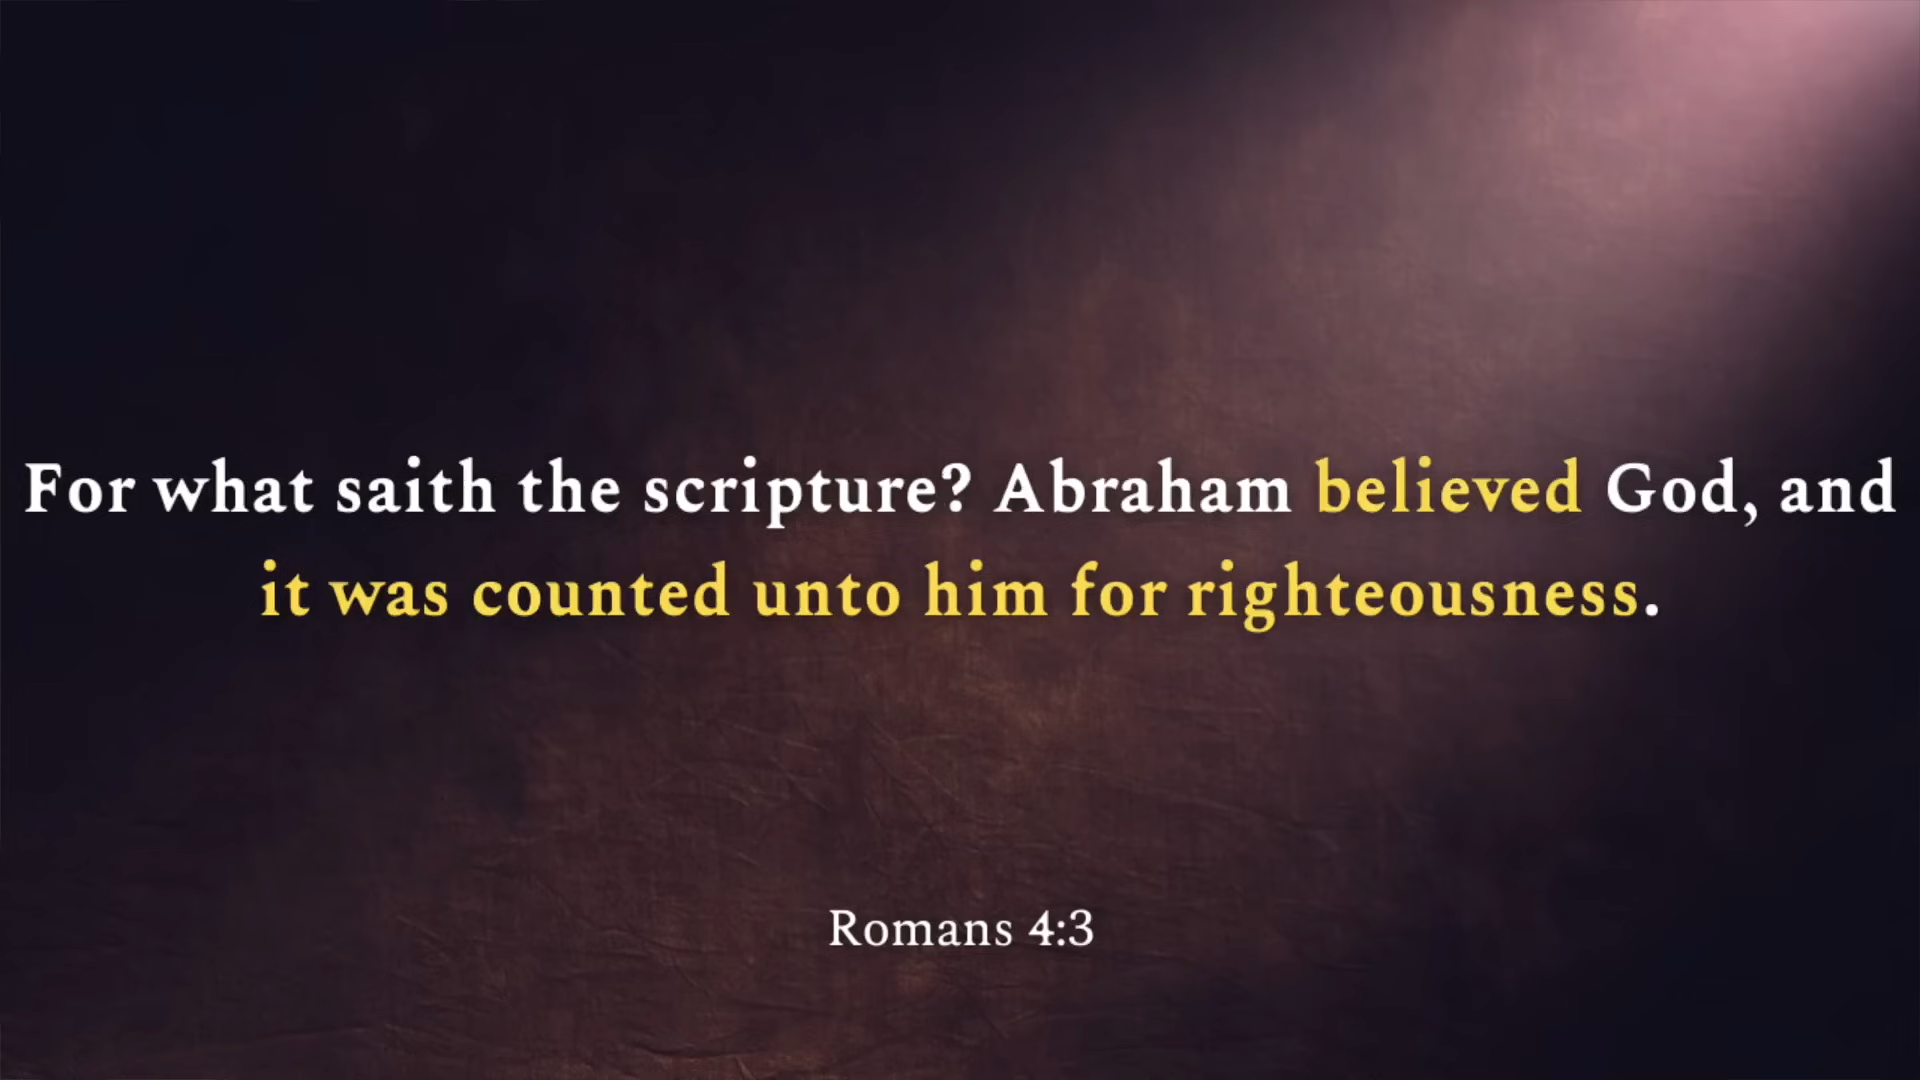 For what saith the scripture? Abraham believed God, and
it was counted unto him for righteousness.
Romans 4:3